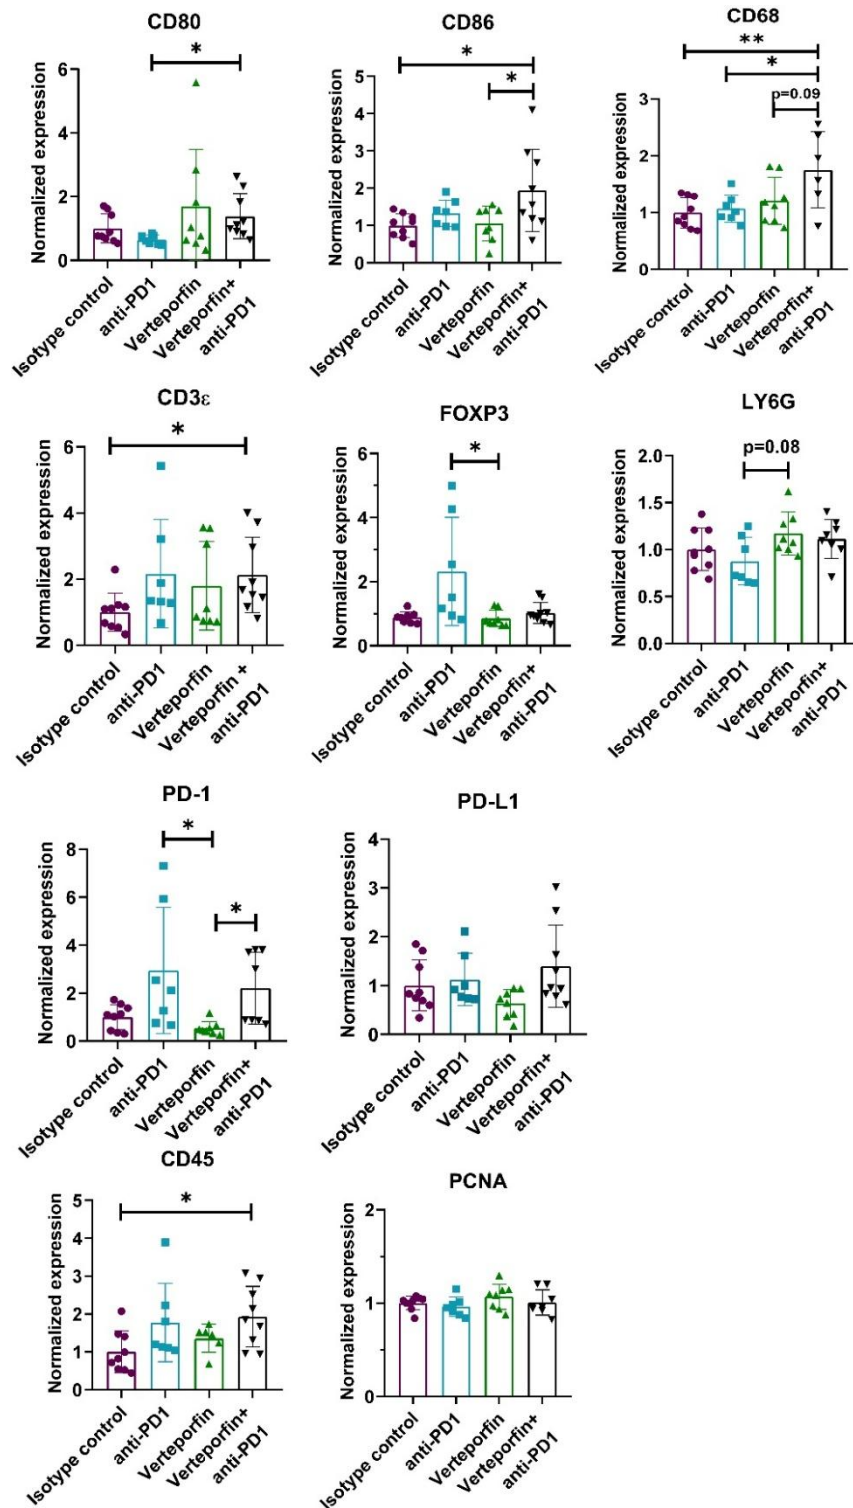 CD80
*
Normalized expression
6
4
2
0
Isotype control
anti-PD1
Verteporfin
Verteporfin+
anti-PD1
CD86
*
*
Normalized expression
5
4
3
2
1
0
Isotype control
anti-PD1
Verteporfin
Verteporfin+
anti-PD1
CD68
**
*
p=0.09
Normalized expression
3
2
1
0
Isotype control
anti-PD1
Verteporfin
Verteporfin+
anti-PD1
CD3ε
*
Normalized expression
6
4
2
0
Isotype control
anti-PD1
Verteporfin
Verteporfin +
anti-PD1
FOXP3
*
Normalized expression
6
4
2
0
Isotype control
anti-PD1
Verteporfin
Verteporfin+
anti-PD1
LY6G
p=0.08
Normalized expression
2.0
1.5
1.0
0.5
0.0
Isotype control
anti-PD1
Verteporfin
Verteporfin+
anti-PD1
PD-1
*
*
Normalized expression
8
6
4
2
0
Isotype control
anti-PD1
Verteporfin
Verteporfin+
anti-PD1
PD-L1
Normalized expression
4
3
2
1
0
Isotype control
anti-PD1
Verteporfin
Verteporfin+
anti-PD1
CD45
*
Normalized expression
5
4
3
2
1
0
Isotype control
anti-PD1
Verteporfin
Verteporfin+
anti-PD1
PCNA
Normalized expression
2
1
0
Isotype control
anti-PD1
Verteporfin
Verteporfin+
anti-PD1